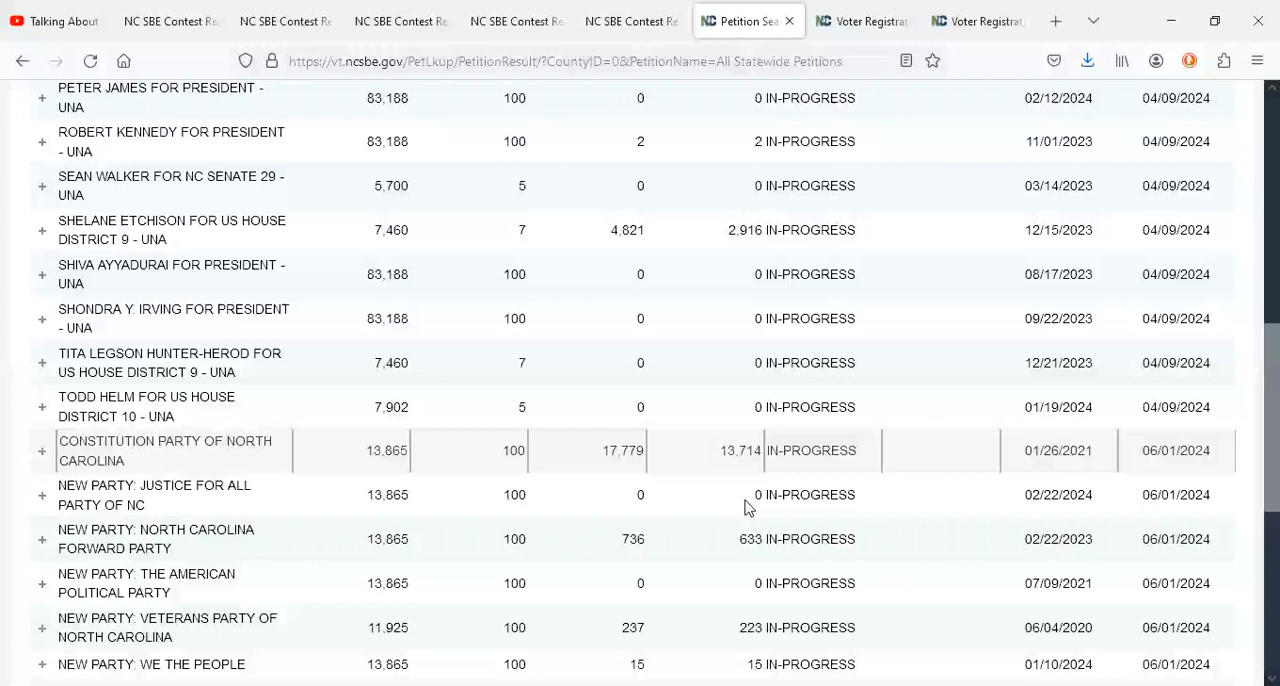 Talking About
NC SBE Contest Re
NC SBE Contest Re
NC SBE Contest Re
NC SBE Contest R
NC SBE Contest Re
Petition Sea
Voter Registrat
Voter Registrat
https://vt.ncsbe.gov/PetLkup/PetitionResult/?CountyID=0&PetitionName=All Statewide Petitions
PETER JAMES FOR PRESIDENT - 83,188 100 0 0 IN-PROGRESS 02/12/2024 04/09/2024
UNA
ROBERT KENNEDY FOR PRESIDENT 83,188 100 2 2 IN-PROGRESS 11/01/2023 04/09/2024
- UNA
SEAN WALKER FOR NC SENATE 29 - 5,700 5 0 0 IN-PROGRESS 03/14/2023 04/09/2024
UNA
SHELANE ETCHISON FOR US HOUSE 7,460 7 4,821 2,916 IN-PROGRESS 12/15/2023 04/09/2024
DISTRICT 9 - UNA
SHIVA AYYADURAI FOR PRESIDENT - 83,188 100 0 0 IN-PROGRESS 08/17/2023 04/09/2024
UNA
SHONDRA Y. IRVING FOR PRESIDENT 83,188 100 0 0 IN-PROGRESS 09/22/2023 04/09/2024
- UNA
TITA LEGSON HUNTER-HEROD FOR 7,460 7 0 0 IN-PROGRESS 12/21/2023 04/09/2024
US HOUSE DISTRICT 9 - UNA
TODD HELM FOR US HOUSE 7,902 5 0 0 IN-PROGRESS 01/19/2024 04/09/2024
DISTRICT 10 - UNA
CONSTITUTION PARTY OF NORTH 13,865 100 17,779 13,714 IN-PROGRESS 01/26/2021 06/01/2024
CAROLINA
NEW PARTY: JUSTICE FOR ALL 13,865 100 0 0 IN-PROGRESS 02/22/2024 06/01/2024
PARTY OF NC
NEW PARTY: NORTH CAROLINA 13,865 100 736 633 IN-PROGRESS 02/22/2023 06/01/2024
FORWARD PARTY
NEW PARTY: THE AMERICAN 13,865 100 0 0 IN-PROGRESS 07/09/2021 06/01/2024
POLITICAL PARTY
NEW PARTY: VETERANS PARTY OF 11,925 100 237 223 IN-PROGRESS 06/04/2020 06/01/2024
NORTH CAROLINA
NEW PARTY: WE THE PEOPLE 13,865 100 15 15 IN-PROGRESS 01/10/2024 06/01/2024